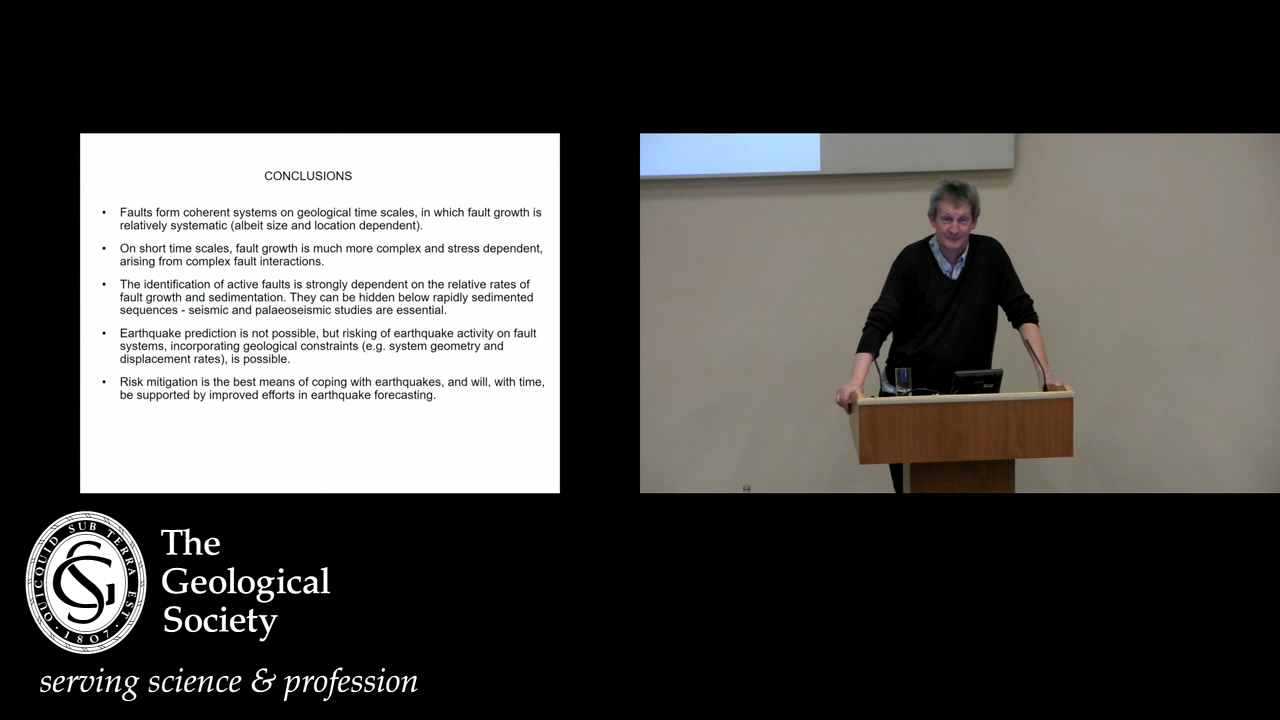 CONCLUSIONS
• Faults form coherent systems on geological time scales, in which fault growth is
relatively systematic (albeit size and location dependent).
• On short time scales, fault growth is much more complex and stress dependent,
arising from complex fault interactions.
• The identification of active faults is strongly dependent on the relative rates of
fault growth and sedimentation. They can be hidden below rapidly sedimented
sequences - seismic and palaeoseismic studies are essential.
• Earthquake prediction is not possible, but risking of earthquake activity on fault
systems, incorporating geological constraints (e.g. system geometry and
displacement rates), is possible.
• Risk mitigation is the best means of coping with earthquakes, and will, with time,
be supported by improved efforts in earthquake forecasting.
QUICQUID SUB TERRA EST
· 1807 ·
GS
The
Geological
Society
serving science & profession